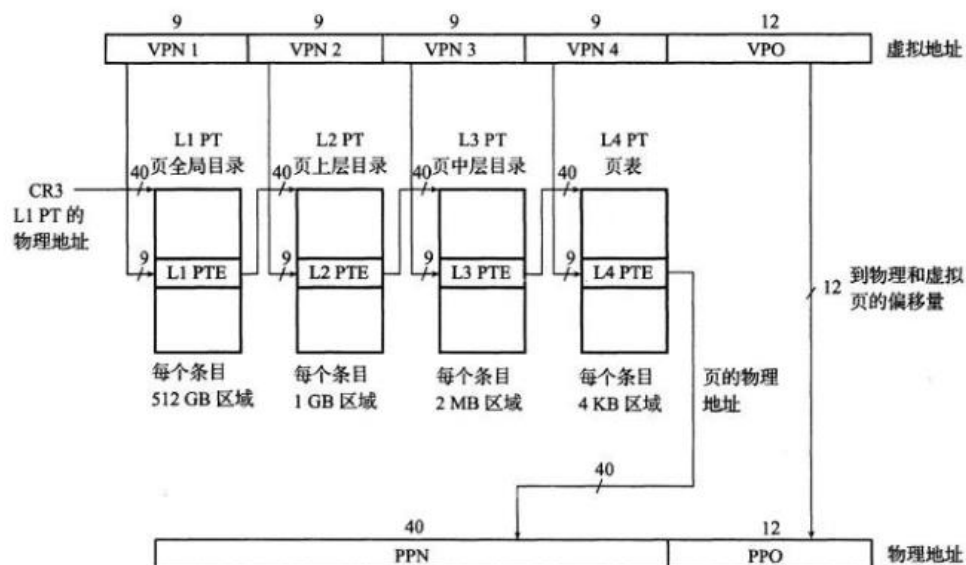 9 9 9 9 12
VPN 1 VPN 2 VPN 3 VPN 4 VPO 虚拟地址
L1 PT L2 PT L3 PT L4 PT
页全局目录 页上层目录 页中层目录 页表
40 40 40 40
CR3
L1 PT 的
物理地址
9 9 9 9
L1 PTE L2 PTE L3 PTE L4 PTE
12 到物理和虚拟
页的偏移量
每个条目 每个条目 每个条目 每个条目
512 GB 区域 1 GB 区域 2 MB 区域 4 KB 区域
页的物理
地址
40
40 12
PPN PPO 物理地址